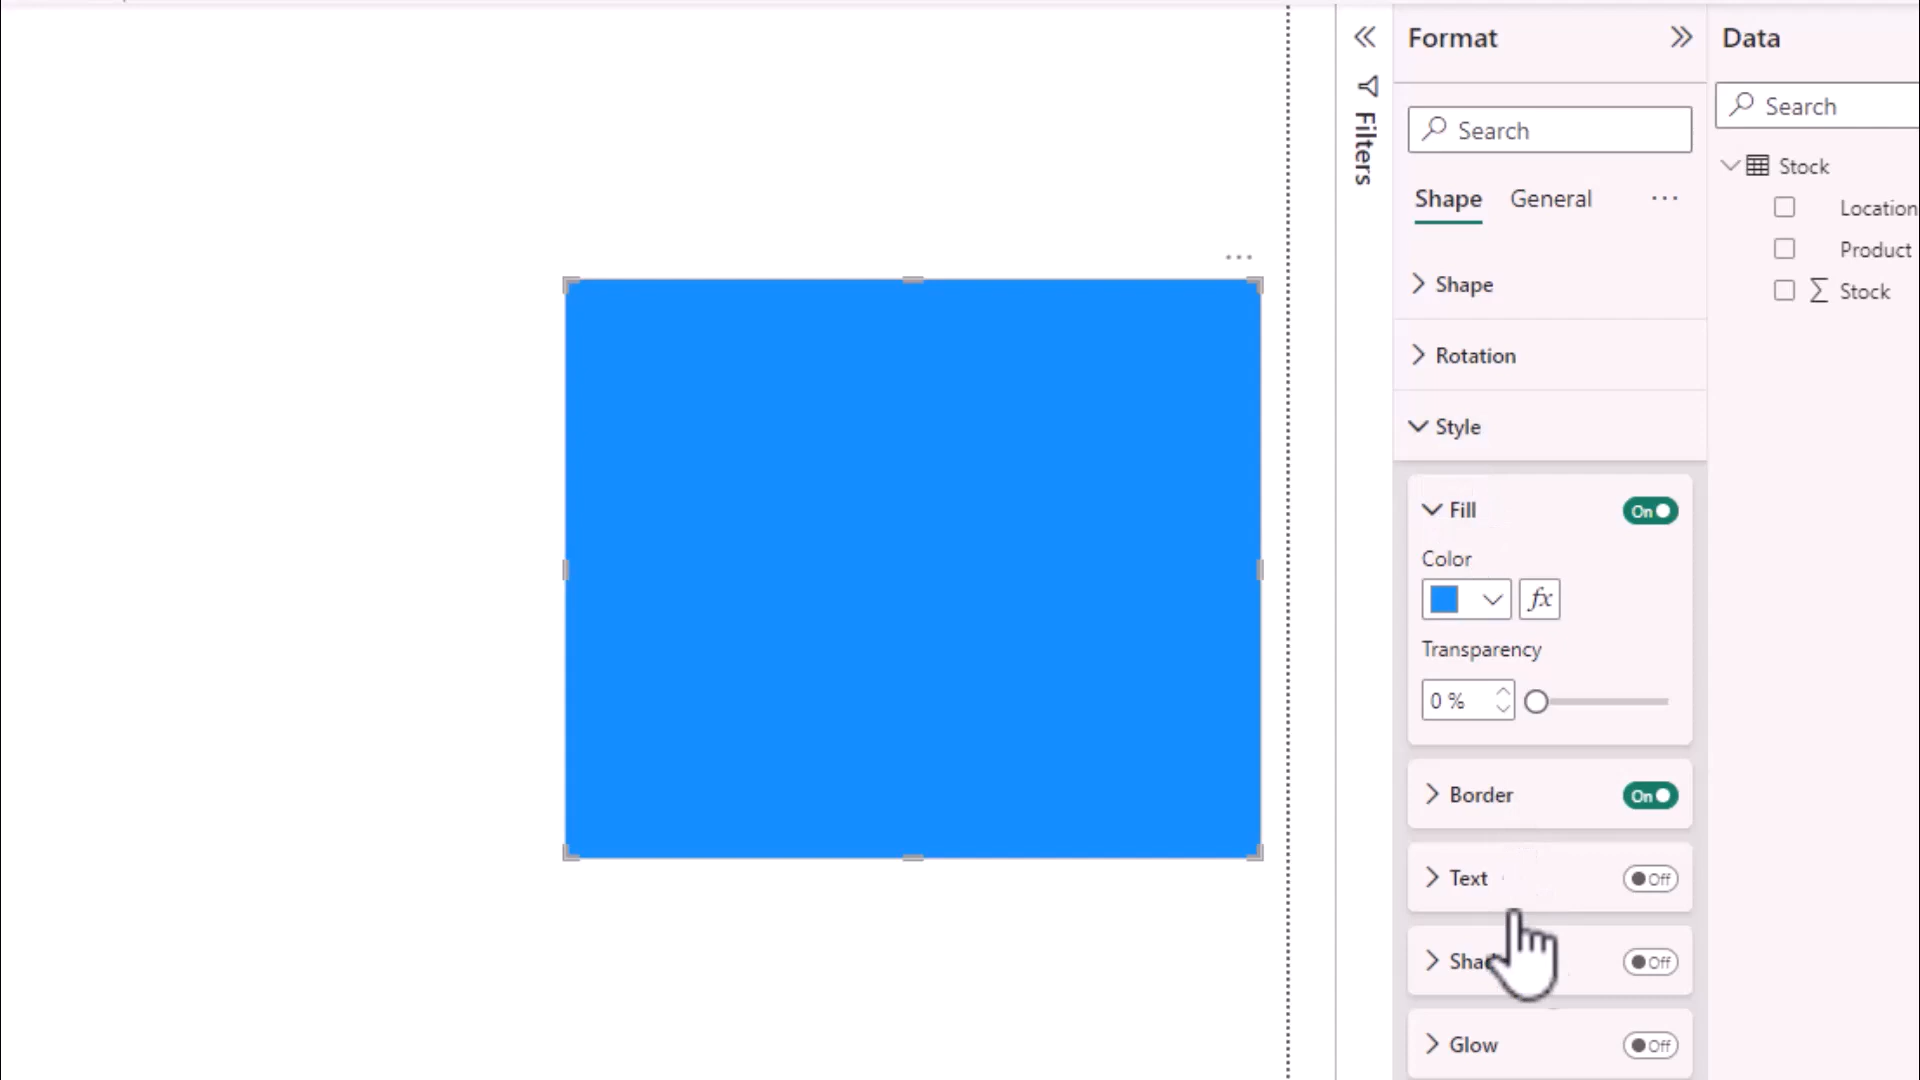 Format
Data
Search
Search
Filters
Shape
General
Stock
Location
Product
Stock
Shape
Rotation
Style
Fill
On
Color
fx
Transparency
0 %
Border
On
Text
Off
Off
Glow
Off